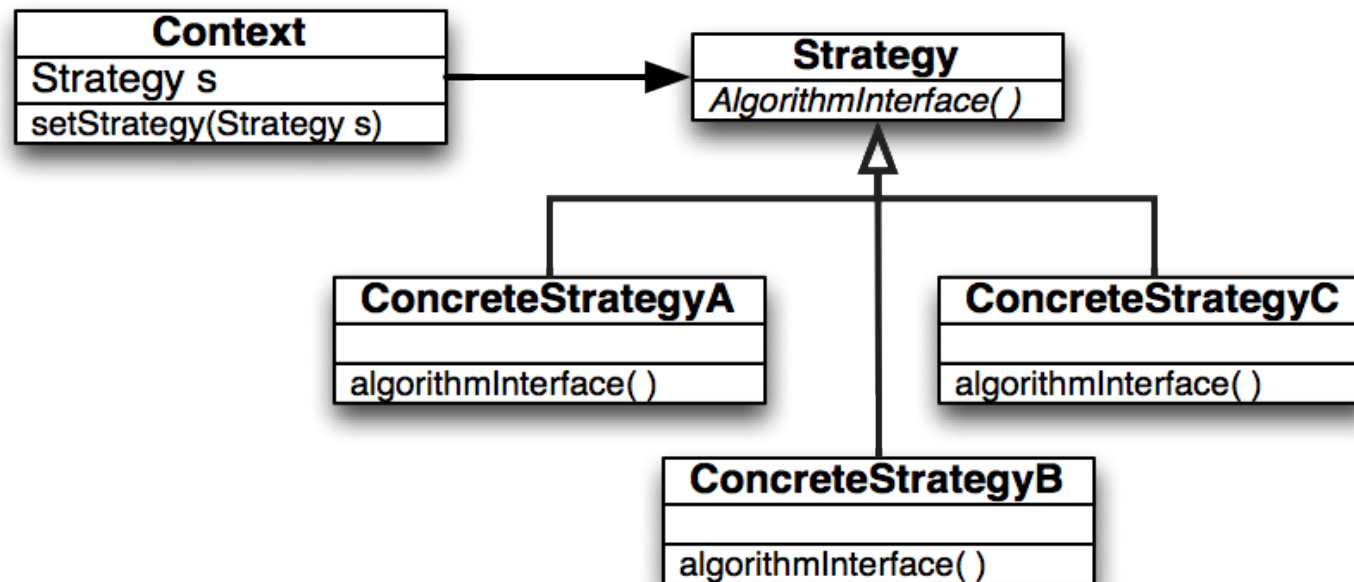 Context
Strategy s
setStrategy(Strategy s)
Strategy
AlgorithmInterface( )
ConcreteStrategyA
algorithmInterface( )
ConcreteStrategyC
algorithmInterface( )
ConcreteStrategyB
algorithmInterface( )